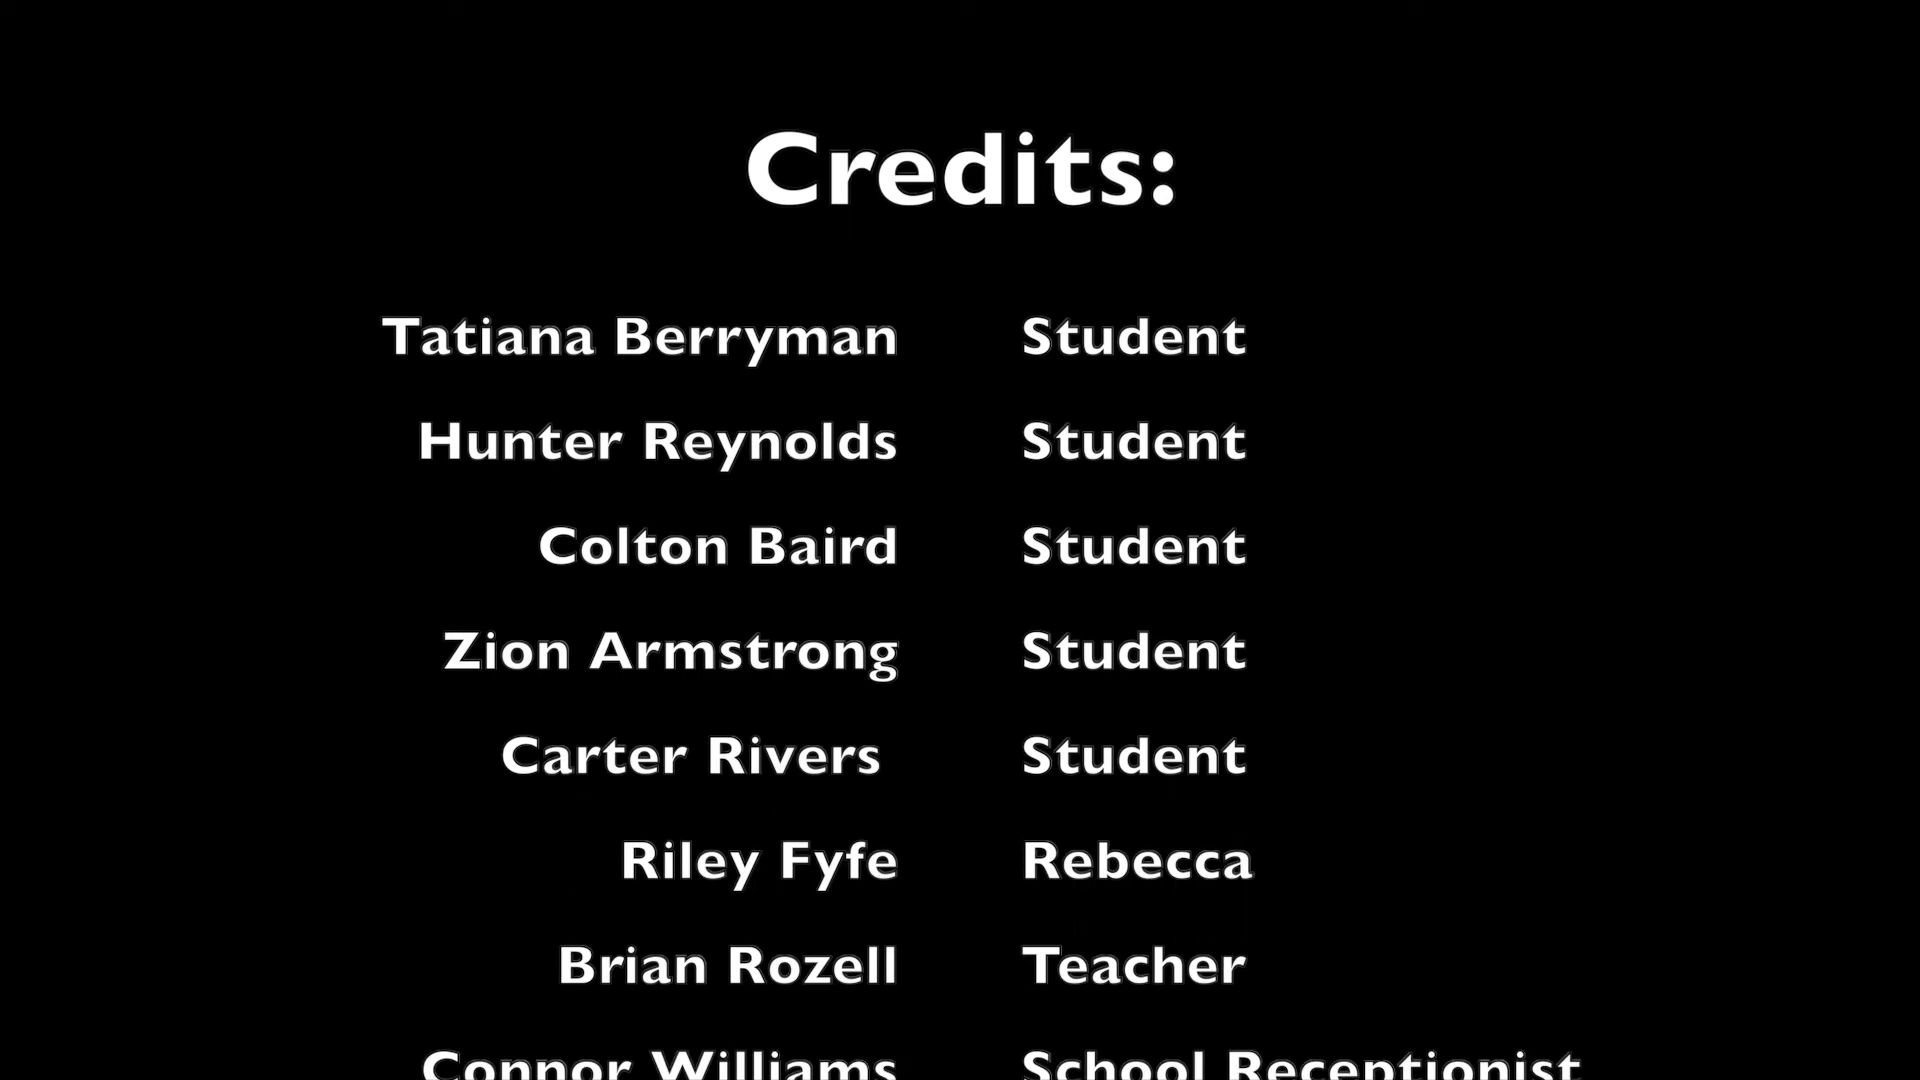 Credits:
Tatiana Berryman Student
Hunter Reynolds Student
Colton Baird Student
Zion Armstrong Student
Carter Rivers Student
Riley Fyfe Rebecca
Brian Rozell Teacher
Connor Williams School Receptionist